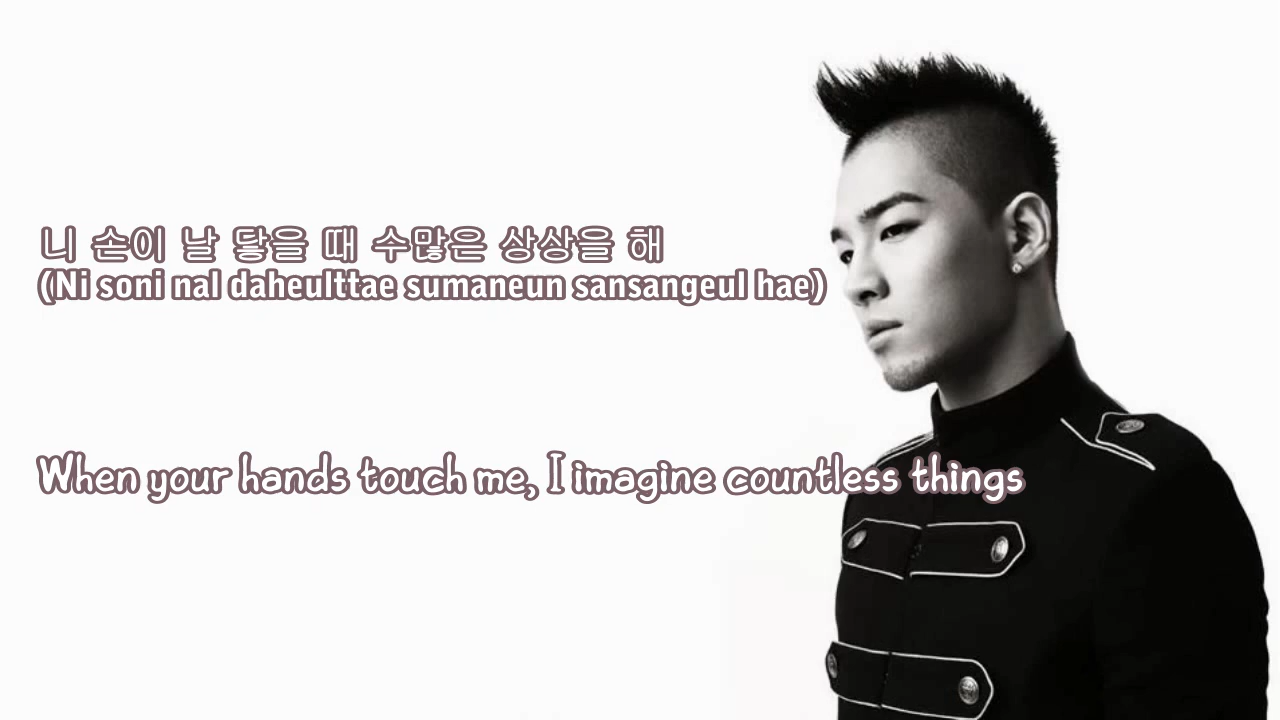 니 손이 날 닿을 때 수많은 상상을 해
(Ni soni nal daheulttae sumaneun sansangeul hae)
When your hands touch me, I imagine countless things